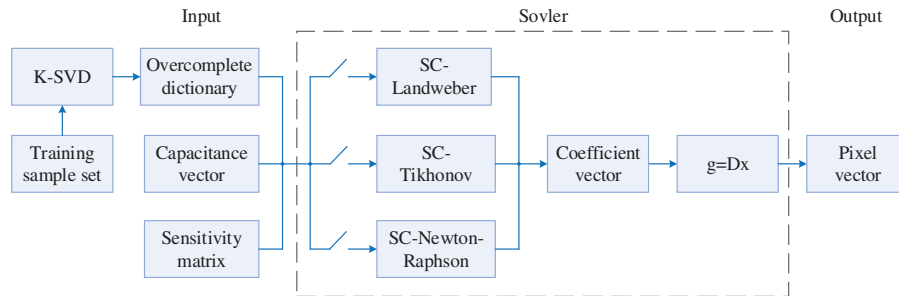 Input
Sovler
Output
K-SVD
Overcomplete
dictionary
SC-
Landweber
Training
sample set
Capacitance
vector
SC-
Tikhonov
Coefficient
vector
g=Dx
Pixel
vector
Sensitivity
matrix
SC-Newton-
Raphson